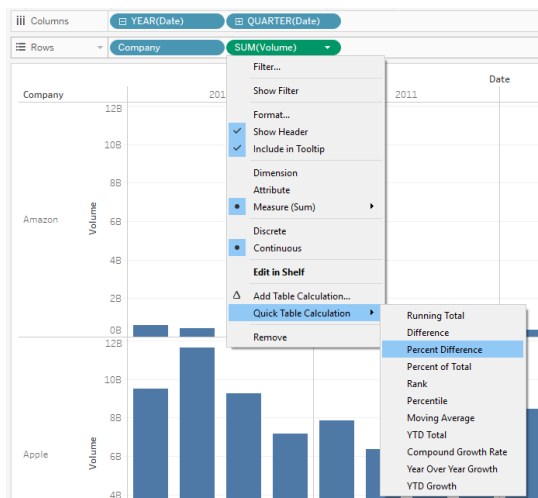 iii Columns
YEAR(Date)
QUARTER(Date)
Rows
Company
SUM(Volume)
Date
Company
201
2011
12B
10B
8B
6B
4B
2B
0B
Amazon
Volume
12B
10B
8B
6B
4B
Apple
Volume
Filter...
Show Filter
Format...
Show Header
Include in Tooltip
Dimension
Attribute
Measure (Sum)
Discrete
Continuous
Edit in Shelf
Add Table Calculation...
Quick Table Calculation
Remove
Running Total
Difference
Percent Difference
Percent of Total
Rank
Percentile
Moving Average
YTD Total
Compound Growth Rate
Year Over Year Growth
YTD Growth